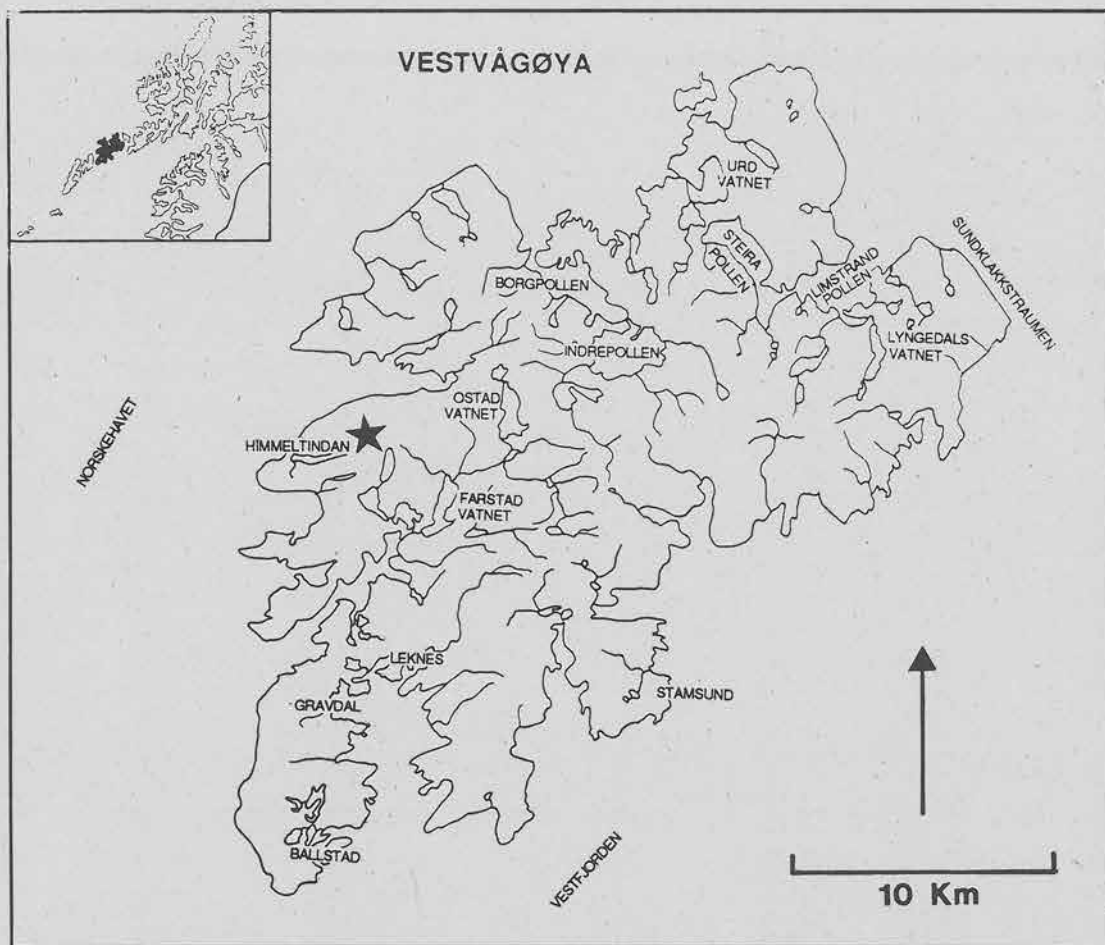 VESTVÅGØYA
URD
VATNET
STEIRA
POLLEN
SUNDKLAKKSTRAUMEN
LIMSTRAND
POLLEN
BORGPOLLEN
LYNGEDALS
VATNET
INDREPOLLEN
OSTAD
VATNET
NORSKEHAVET
HIMMELTINDAN
FARSTAD
VATNET
LEKNES
STAMSUND
GRAVDAL
BALLSTAD
VESTFJORDEN
10 Km